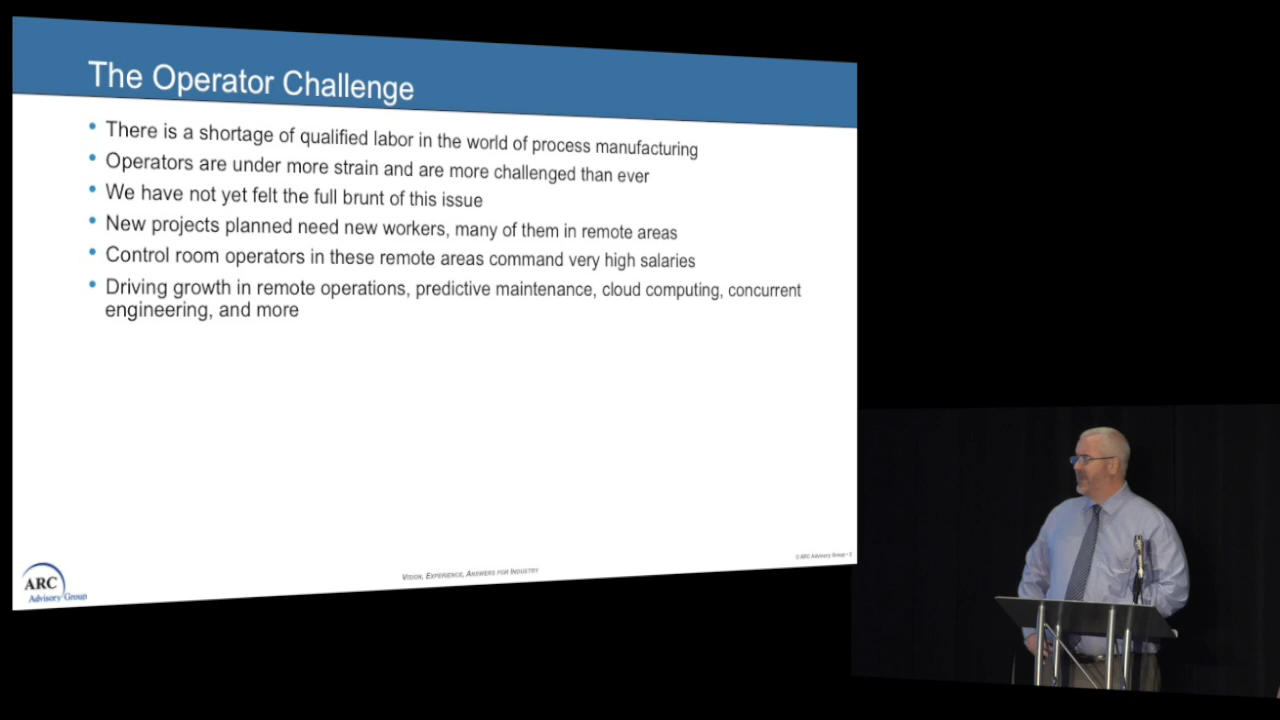 The Operator Challenge
• There is a shortage of qualified labor in the world of process manufacturing
• Operators are under more strain and are more challenged than ever
• We have not yet felt the full brunt of this issue
• New projects planned need new workers, many of them in remote areas
• Control room operators in these remote areas command very high salaries
• Driving growth in remote operations, predictive maintenance, cloud computing, concurrent
engineering, and more
© ARC Advisory Group • 2
VISION, EXPERIENCE, ANSWERS FOR INDUSTRY
ARC
Advisory Group